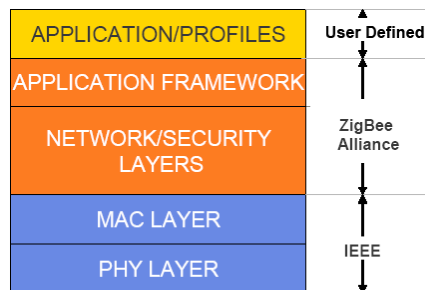 APPLICATION/PROFILES
User Defined
APPLICATION FRAMEWORK
NETWORK/SECURITY
LAYERS
ZigBee
Alliance
MAC LAYER
IEEE
PHY LAYER